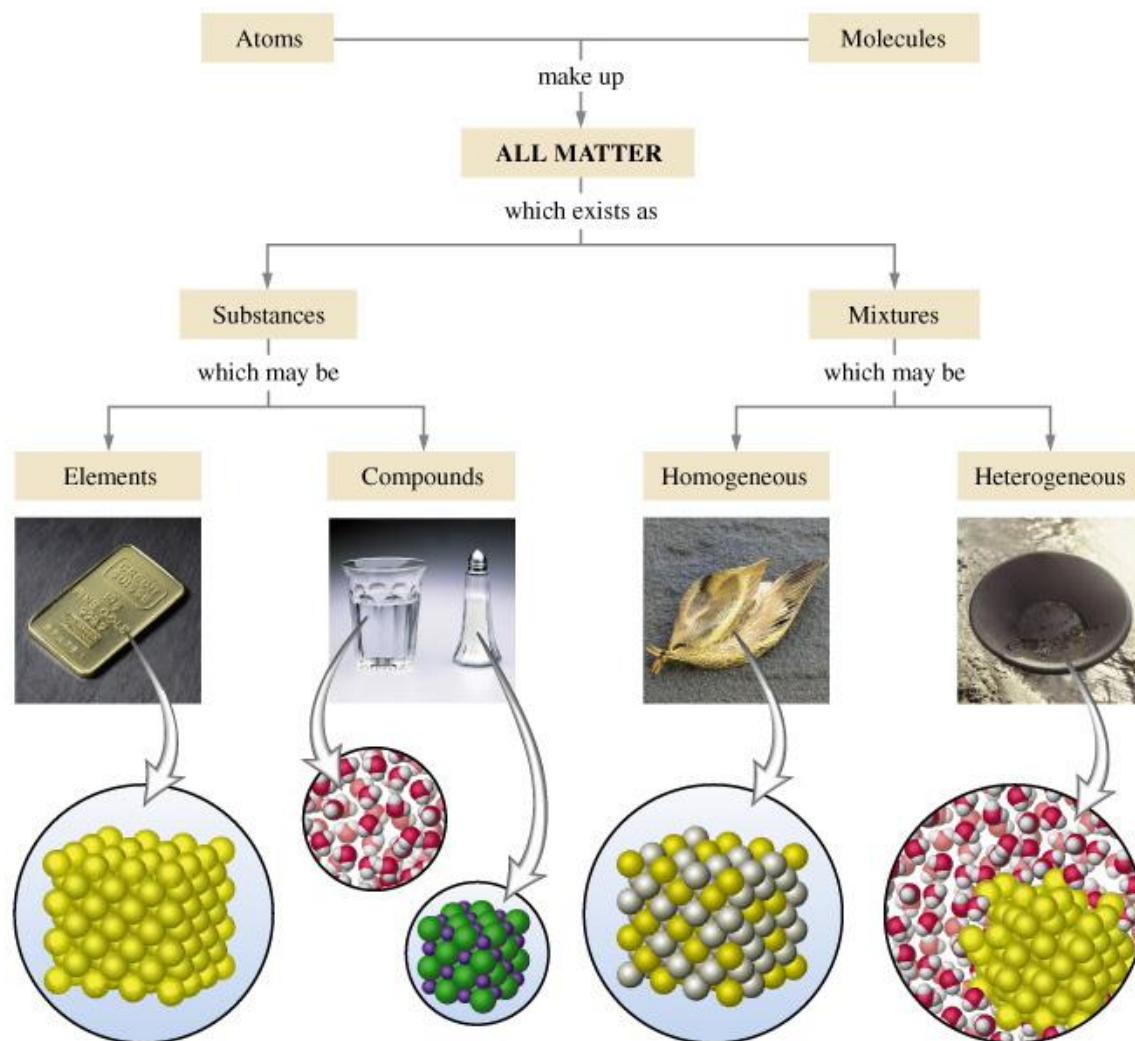 Atoms
Molecules
make up
ALL MATTER
which exists as
Substances
Mixtures
which may be
which may be
Elements
Compounds
Homogeneous
Heterogeneous